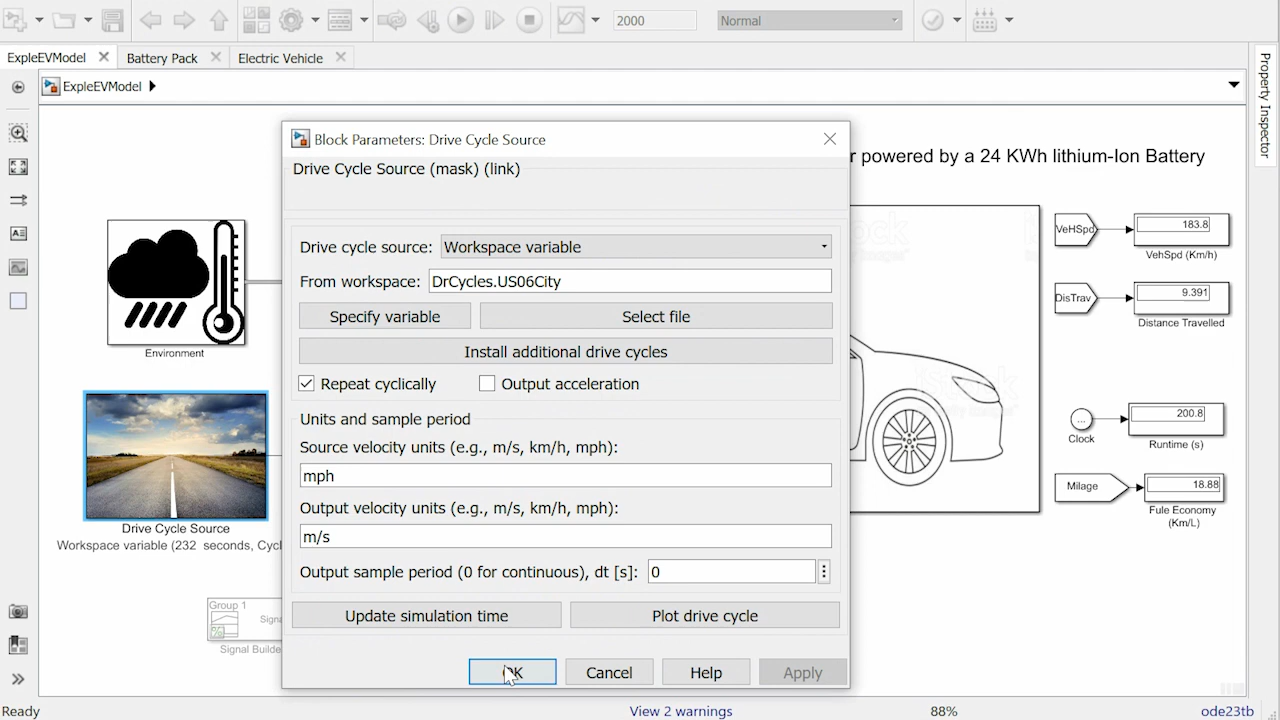 2000
Normal
ExpleEVModel
Battery Pack
Electric Vehicle
ExpleEVModel
Property Inspector
Block Parameters: Drive Cycle Source
Drive Cycle Source (mask) (link)
r powered by a 24 KWh lithium-Ion Battery
Drive cycle source: Workspace variable
From workspace: DrCycles.US06City
Specify variable
Select file
Install additional drive cycles
Repeat cyclically
Output acceleration
Units and sample period
Source velocity units (e.g., m/s, km/h, mph):
mph
Output velocity units (e.g., m/s, km/h, mph):
m/s
Output sample period (0 for continuous), dt [s]: 0
Update simulation time
Plot drive cycle
OK
Cancel
Help
Apply
Environment
Drive Cycle Source
Workspace variable (232 seconds, Cycl
Group 1
Signa
Signal Builde
VeHSpd
183.8
VehSpd (Km/h)
DisTrav
9.391
Distance Travelled
Clock
200.8
Runtime (s)
Milage
18.88
Fule Economy
(Km/L)
Ready
View 2 warnings
88%
ode23tb